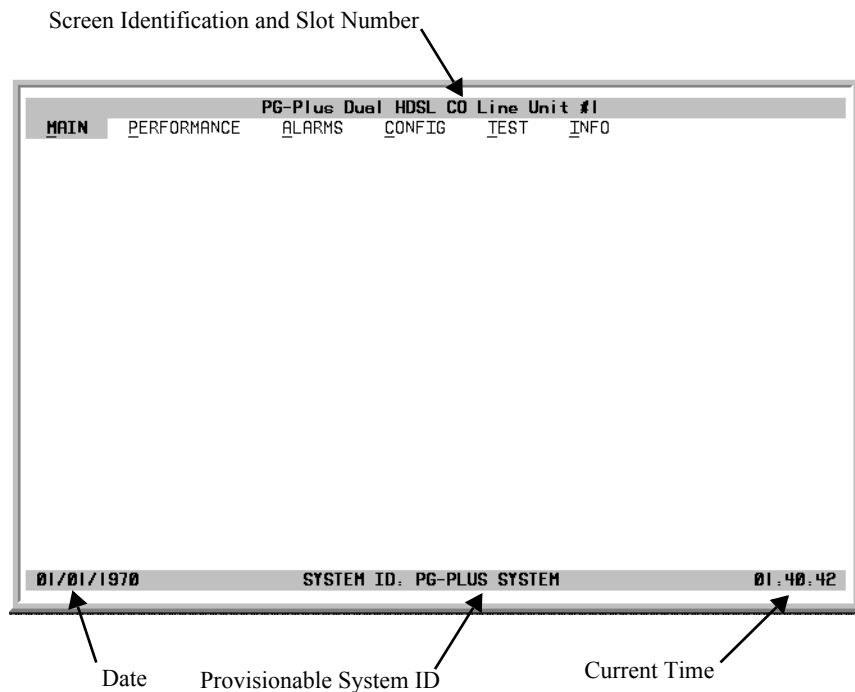 Screen Identification and Slot Number
PG-Plus Dual HDSL CO Line Unit #1
MAIN PERFORMANCE ALARMS CONFIG TEST INFO
01/01/1970 SYSTEM ID: PG-PLUS SYSTEM 01:40:42
Date Provisionable System ID Current Time